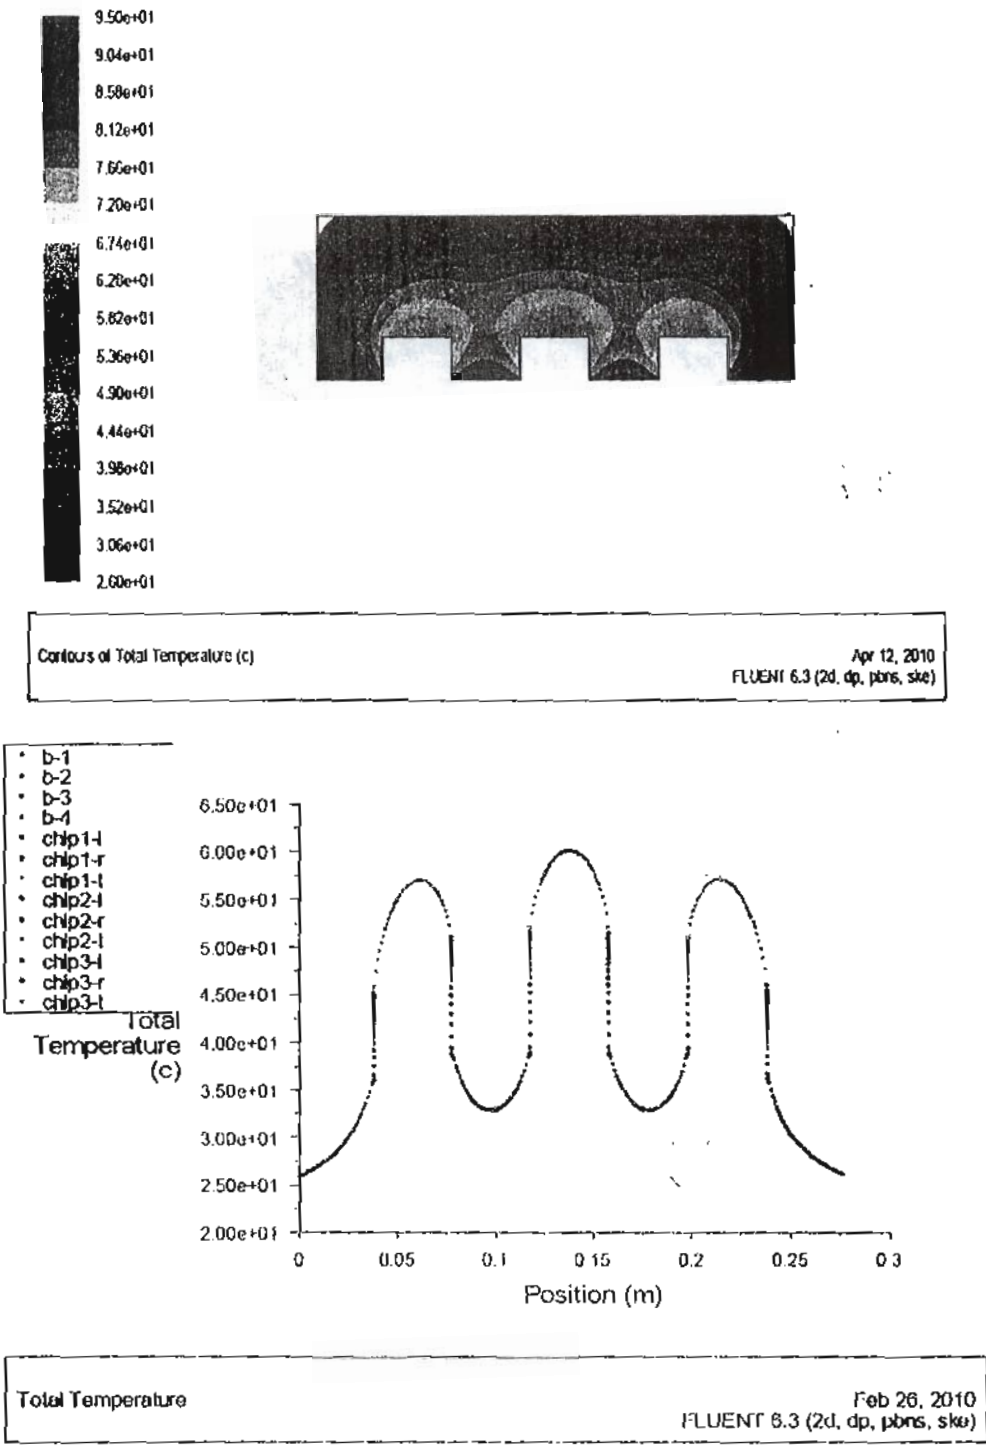 9.50e+01
9.04e+01
8.58e+01
8.12e+01
7.66e+01
7.20e+01
6.74e+01
6.28e+01
5.82e+01
5.36e+01
4.90e+01
4.44e+01
3.98e+01
3.52e+01
3.06e+01
2.60e+01
Contours of Total Temperature (c)
Apr 12, 2010
FLUENT 6.3 (2d, dp, pbns, ske)
b-1
b-2
b-3
b-4
chip1-l
chip1-r
chip1-t
chip2-l
chip2-r
chip2-t
chip3-l
chip3-r
chip3-t
Total
Temperature
(c)
6.50e+01
6.00e+01
5.50e+01
5.00e+01
4.50e+01
4.00e+01
3.50e+01
3.00e+01
2.50e+01
2.00e+01
0
0.05
0.1
0.15
0.2
0.25
0.3
Position (m)
Total Temperature
Feb 26, 2010
FLUENT 6.3 (2d, dp, pbns, ske)